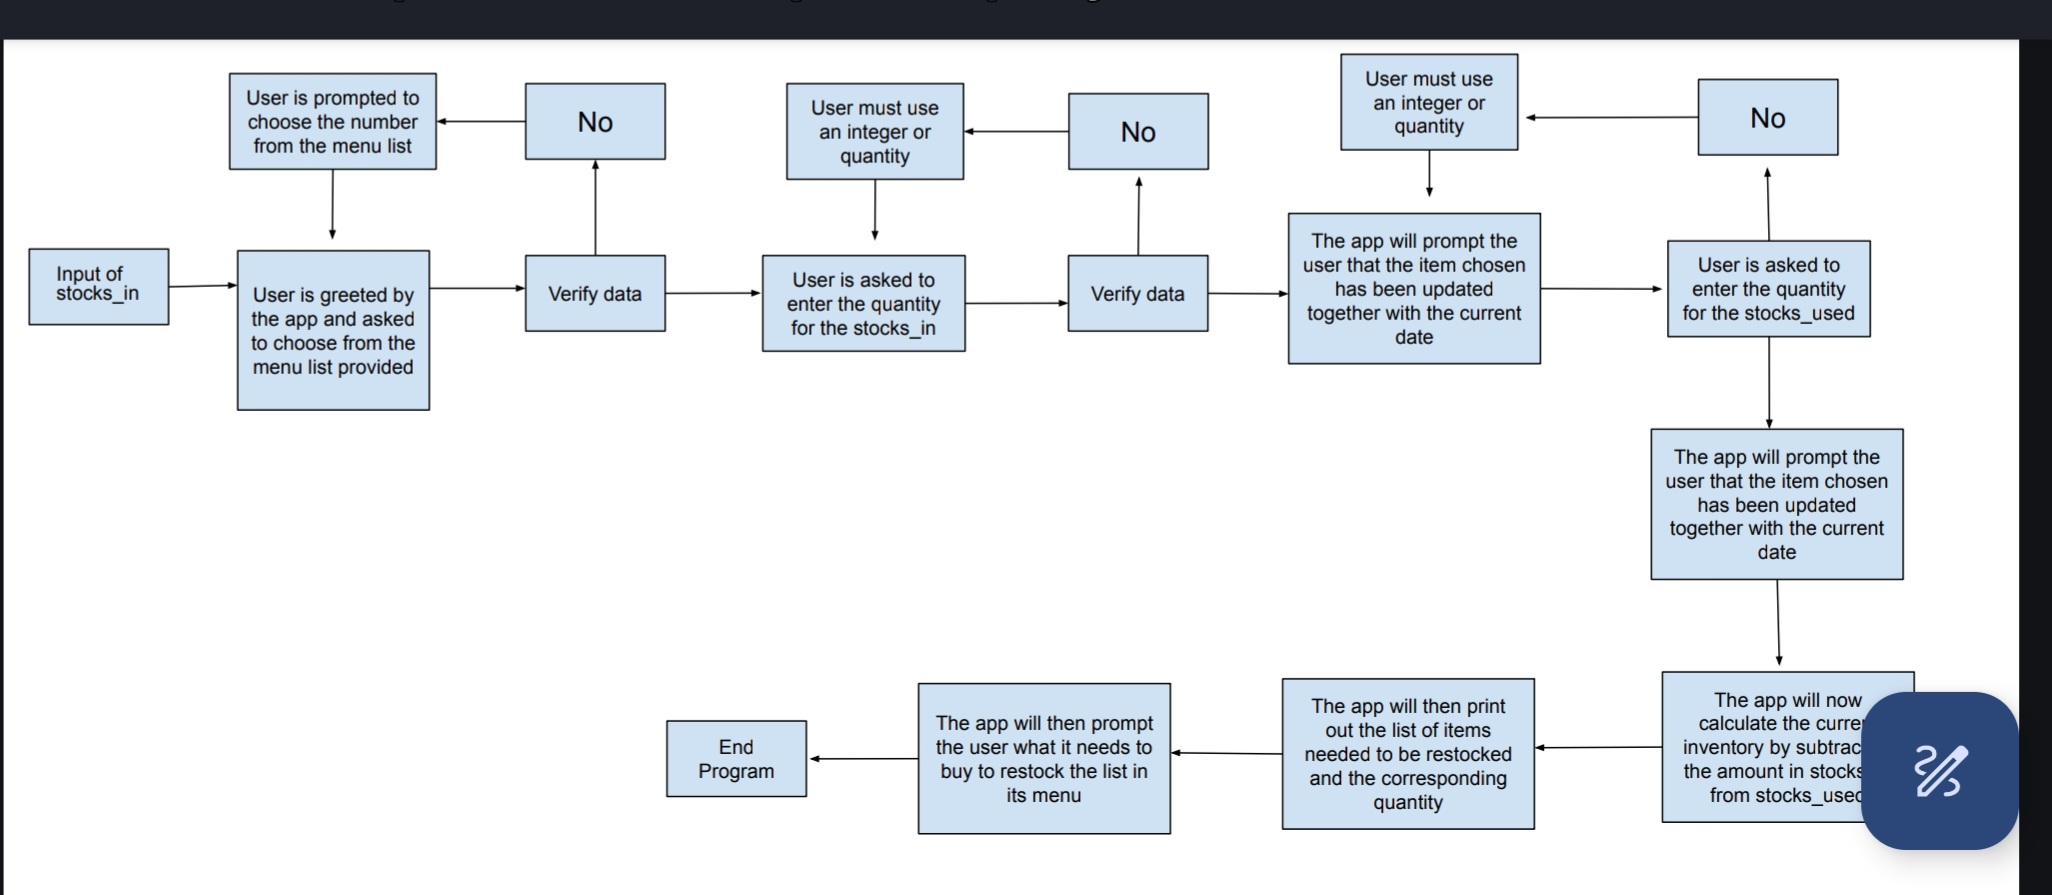 User is prompted to
choose the number
from the menu list
No
User must use
an integer or
quantity
No
User must use
an integer or
quantity
No
Input of
stocks_in
User is greeted by
the app and asked
to choose from the
menu list provided
Verify data
User is asked to
enter the quantity
for the stocks_in
Verify data
The app will prompt the
user that the item chosen
has been updated
together with the current
date
User is asked to
enter the quantity
for the stocks_used
The app will prompt the
user that the item chosen
has been updated
together with the current
date
The app will now
calculate the
inventory by
the amount in
from
The app will then print
out the list of items
needed to be restocked
and the corresponding
quantity
The app will then prompt
the user what it needs to
buy to restock the list in
its menu
End
Program